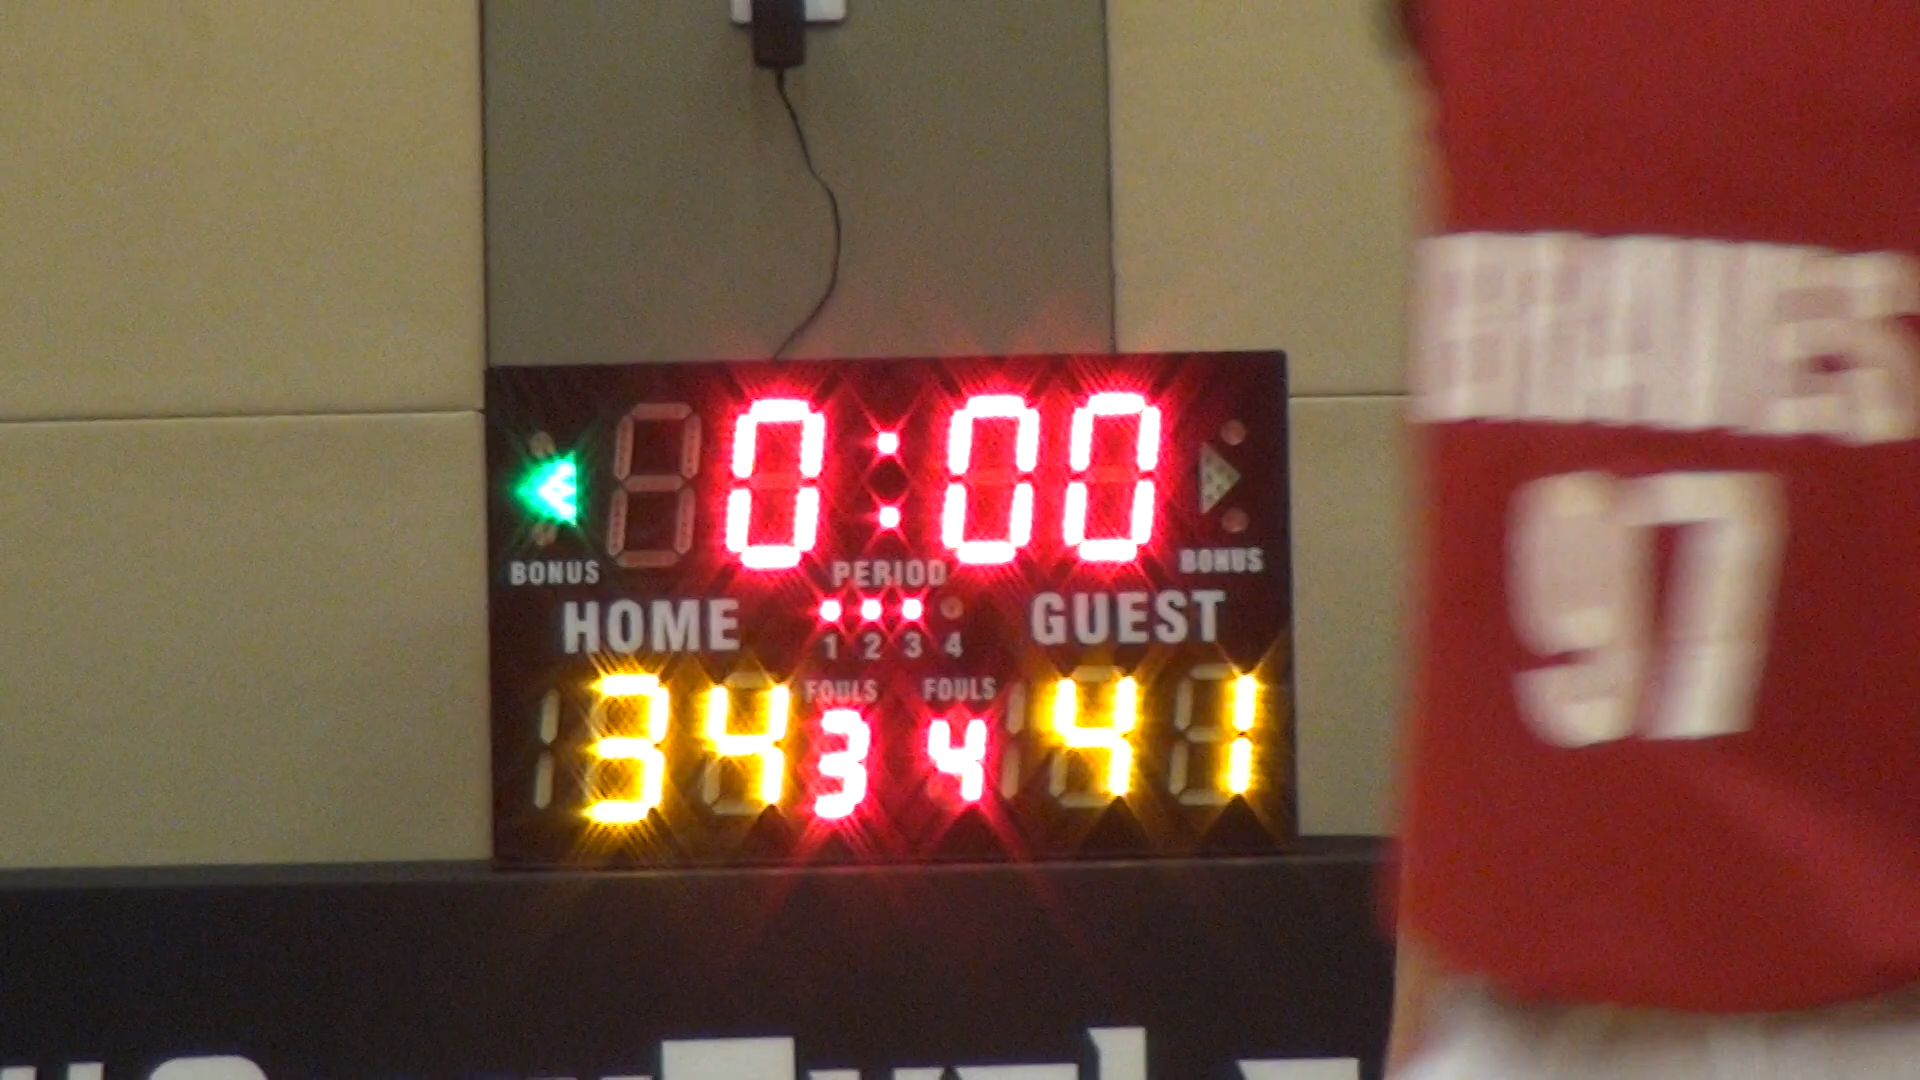 0:00
BONUS PERIOD BONUS
HOME GUEST
1 2 3 4
FOULS FOULS
34 3 4 41
97